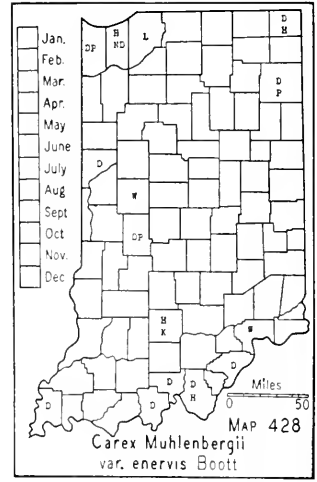 Jan.
Feb.
Mar.
Apr.
May
June
July
Aug
Sept
Oct
Nov.
Dec
DP
H
ND
L
D
H
D
P
D
W
DP
H
K
W
D
D
D
H
D
D
Miles
0 50
MAP 428
Carex Muhlenbergii
var. enervis Boott